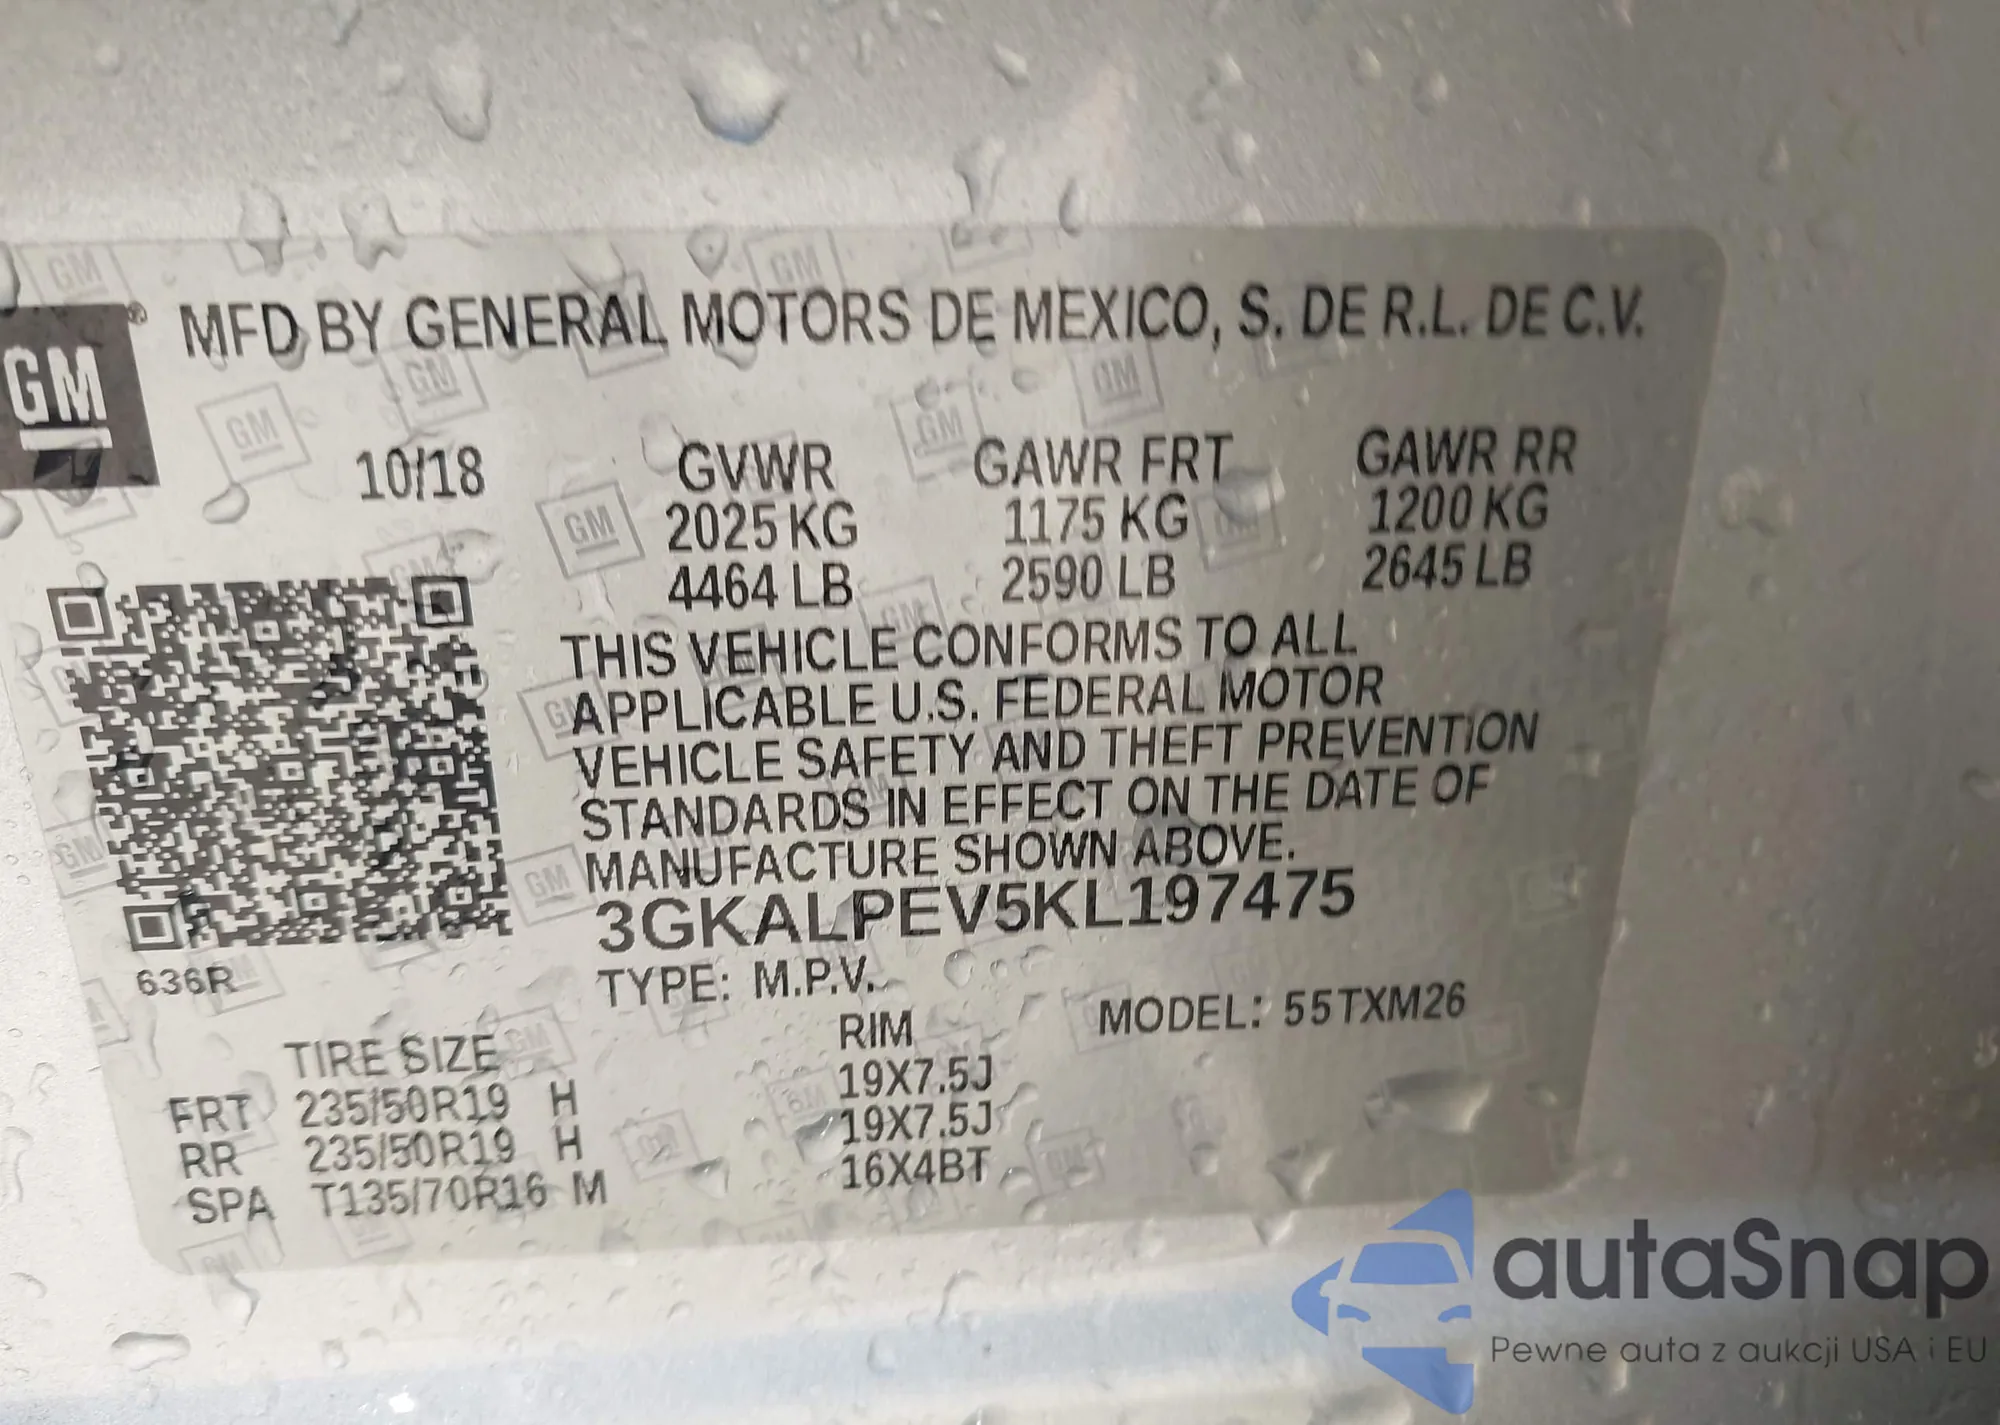 GM
MFD BY GENERAL MOTORS DE MEXICO, S. DE R.L. DE C.V.
10/18
GVWR GAWR FRT GAWR RR
2025 KG 1175 KG 1200 KG
4464 LB 2590 LB 2645 LB
THIS VEHICLE CONFORMS TO ALL
APPLICABLE U.S. FEDERAL MOTOR
VEHICLE SAFETY AND THEFT PREVENTION
STANDARDS IN EFFECT ON THE DATE OF
MANUFACTURE SHOWN ABOVE.
3GKALPEV5KL197475
636R
TYPE: M.P.V.
MODEL: 55TXM26
TIRE SIZE RIM
FRT 235/50R19 H 19X7.5J
RR 235/50R19 H 19X7.5J
SPA T135/70R16 M 16X4BT
autaSnap
Pewne auta z aukcji USA i EU